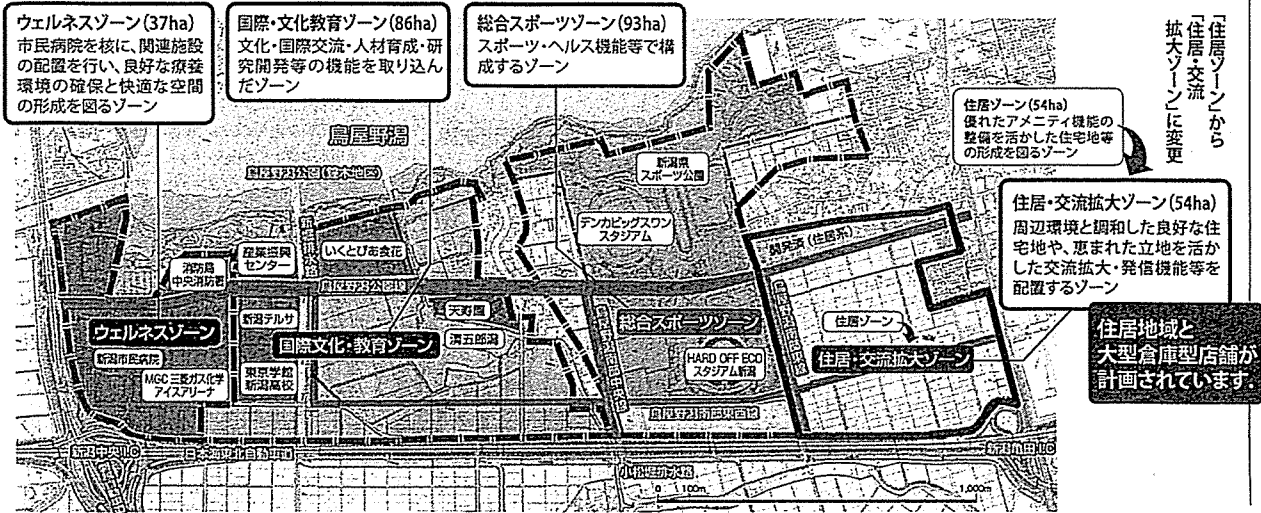 ウェルネスゾーン(37ha)
市民病院を核に、関連施設
の配置を行い、良好な療養
環境の確保と快適な空間
の形成を図るゾーン
国際・文化教育ゾーン(86ha)
文化・国際交流・人材育成・研
究開発等の機能を取り込ん
だゾーン
総合スポーツゾーン(93ha)
スポーツ・ヘルス機能等で構
成するゾーン
「住居ゾーン」から
「住居・交流
拡大ゾーン」に変更
住居ゾーン(54ha)
優れたアメニティ機能の
整備を活かした住宅地等
の形成を図るゾーン
住居・交流拡大ゾーン(54ha)
周辺環境と調和した良好な住
宅地や、恵まれた立地を活か
した交流拡大・発信機能等を
配置するゾーン
住居地域と
大型倉庫型店舗が
計画されています.
鳥屋野潟
新潟県
スポーツ公園
デンカビッグスワン
スタジアム
開発済(住居系)
産業振興
センター
いくとぴあ食花
消防局
中央消防署
ウェルネスゾーン
新潟市民病院
MGC三菱ガス化学
アイスアリーナ
新潟テルサ
東京学館
新潟高校
国際文化・教育ゾーン
天寿園
清五郎潟
総合スポーツゾーン
HARD OFF ECO
スタジアム新潟
住居ゾーン
住居・交流拡大ゾーン
新潟中央I.C
日本海東北自動車道
新潟亀田I.C
0 100m 1,000m